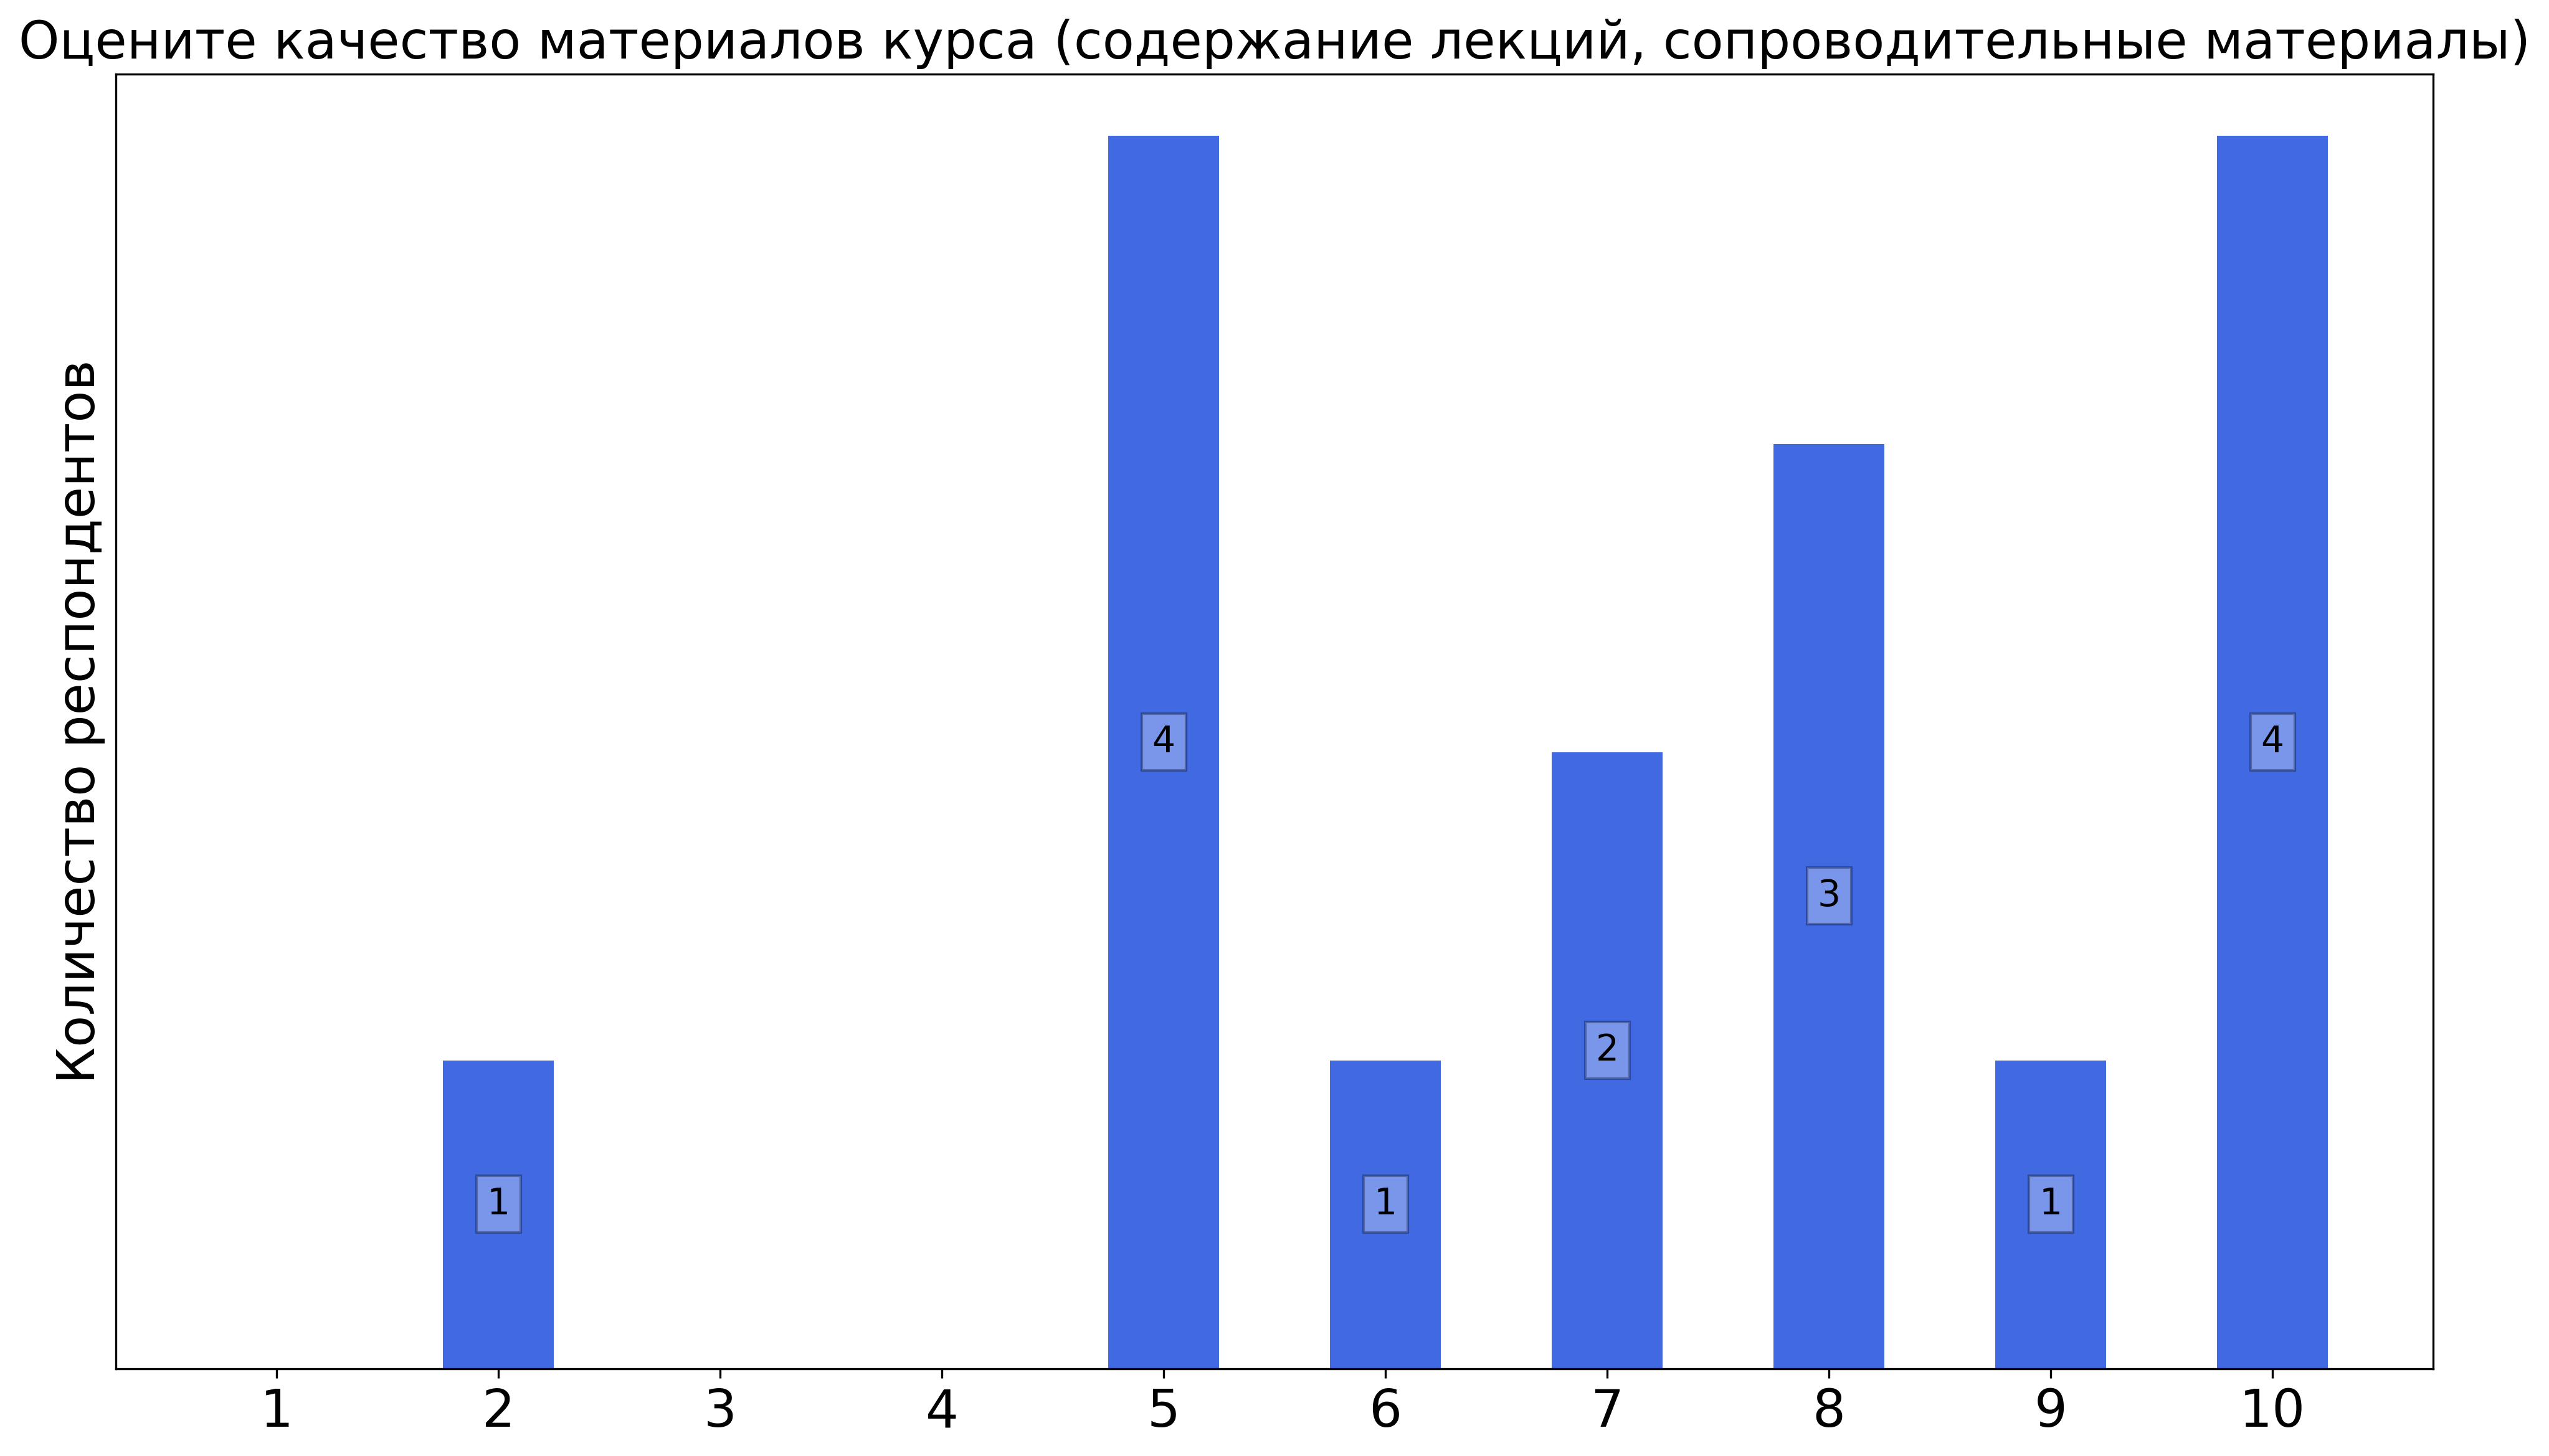 Оцените качество материалов курса (содержание лекций, сопроводительные материалы)
Количество респондентов
4
4
3
2
1
1
1
1 2 3 4 5 6 7 8 9 10